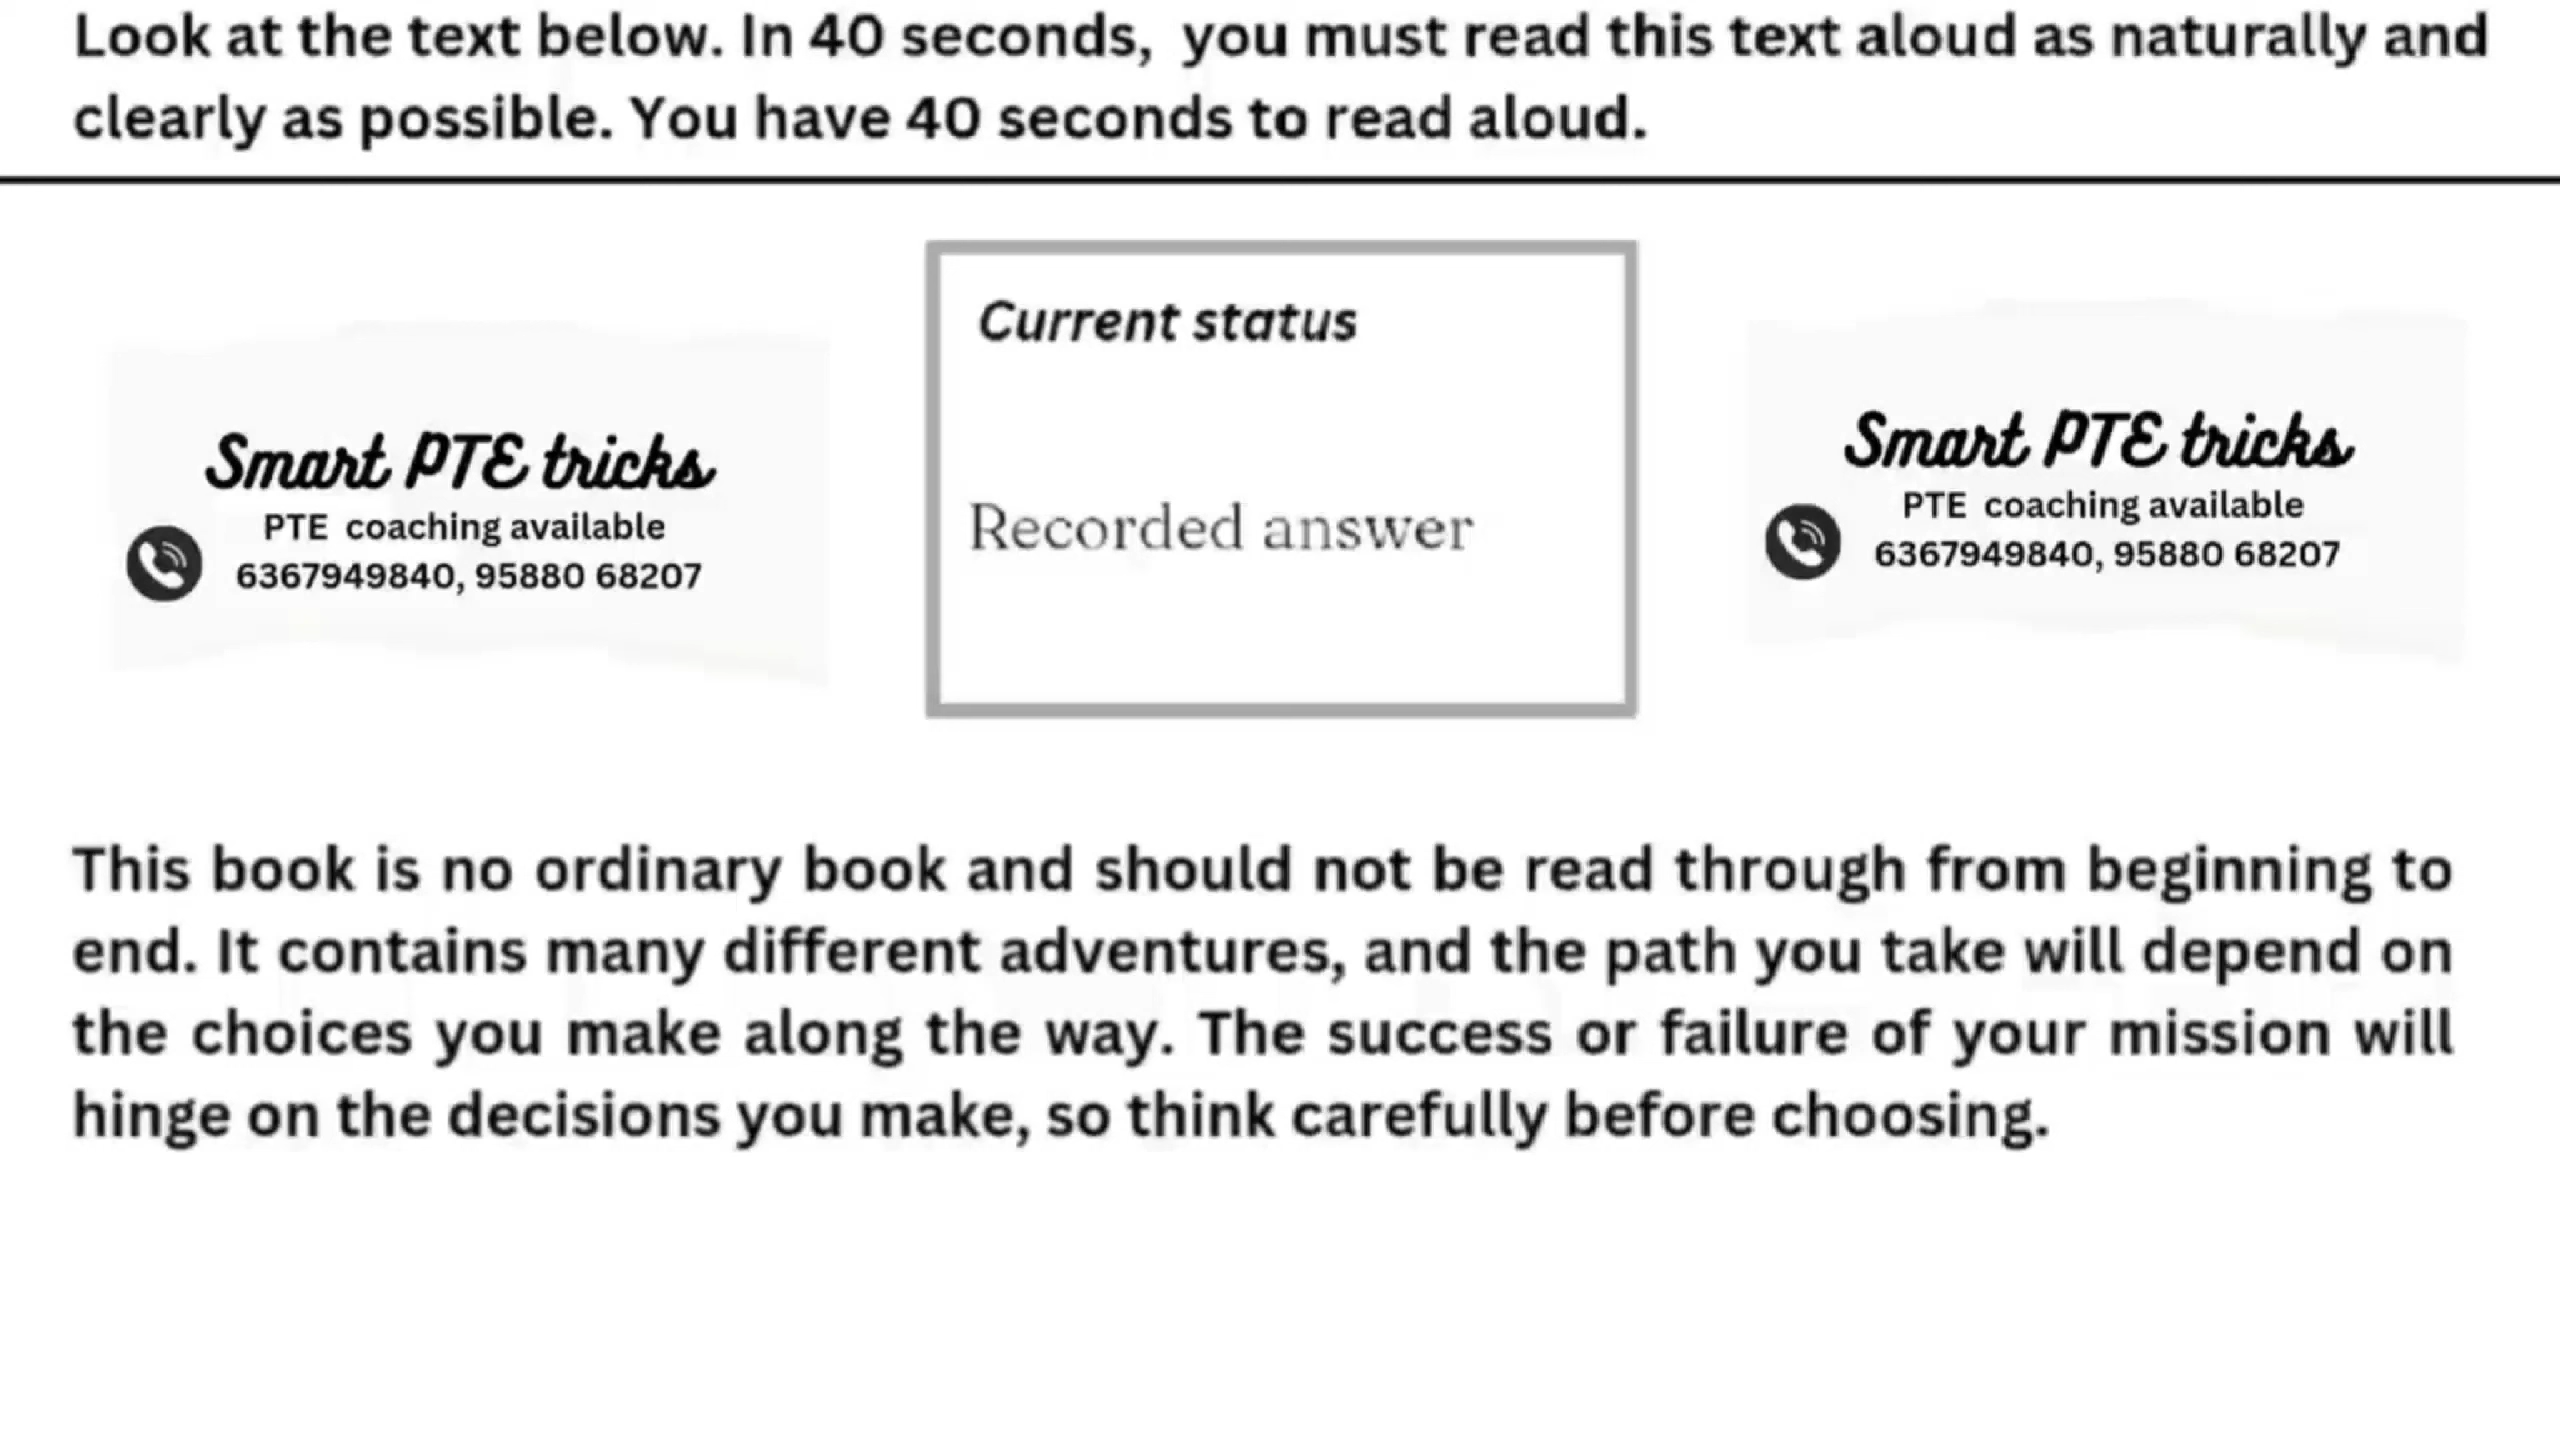 Look at the text below. In 40 seconds,  you must read this text aloud as naturally and
clearly as possible. You have 40 seconds to read aloud.
Smart PTE tricks
PTE  coaching available
6367949840, 95880 68207
Current status
Recorded answer
Smart PTE tricks
PTE  coaching available
6367949840, 95880 68207
This book is no ordinary book and should not be read through from beginning to
end. It contains many different adventures, and the path you take will depend on
the choices you make along the way. The success or failure of your mission will
hinge on the decisions you make, so think carefully before choosing.